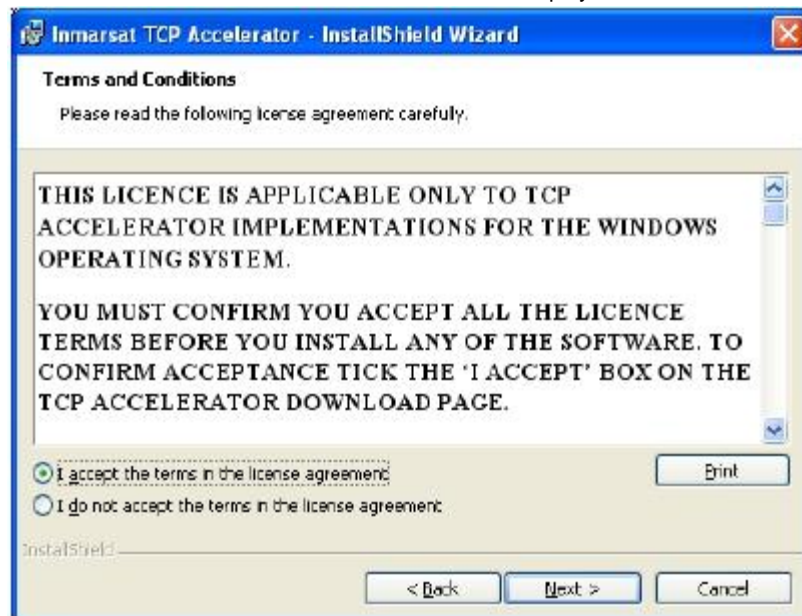 Inmarsat TCP Accelerator - InstallShield Wizard
Terms and Conditions
Please read the following license agreement carefully.
THIS LICENCE IS APPLICABLE ONLY TO TCP
ACCELERATOR IMPLEMENTATIONS FOR THE WINDOWS
OPERATING SYSTEM.
YOU MUST CONFIRM YOU ACCEPT ALL THE LICENCE
TERMS BEFORE YOU INSTALL ANY OF THE SOFTWARE. TO
CONFIRM ACCEPTANCE TICK THE ‘I ACCEPT’ BOX ON THE
TCP ACCELERATOR DOWNLOAD PAGE.
I accept the terms in the license agreement
Print
I do not accept the terms in the license agreement
InstallShield
< Back Next > Cancel